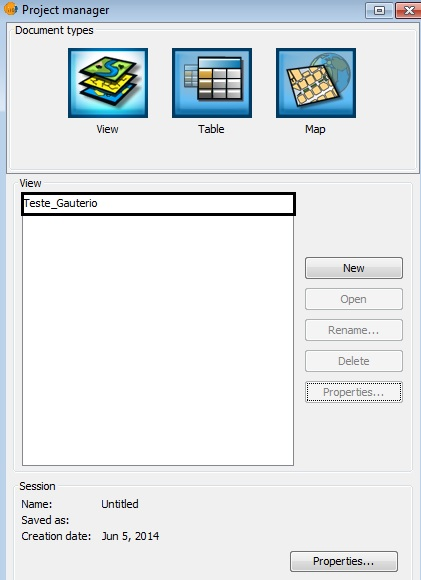 Project manager
Document types
View Table Map
View
Teste_Gauterio
New
Open
Rename...
Delete
Properties...
Session
Name: Untitled
Saved as:
Creation date: Jun 5, 2014
Properties...